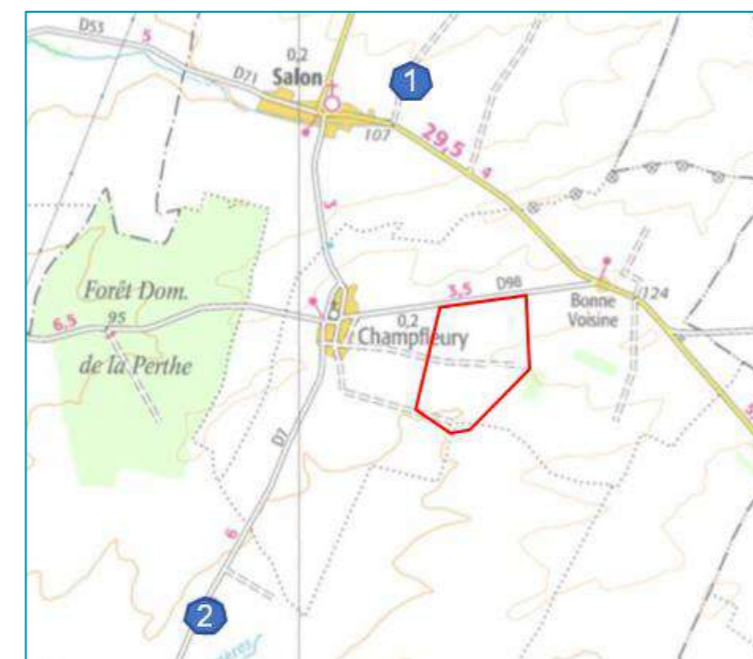 D53
5
0,2
D71
Salon
1
107
29,5
4
3
Forêt Dom.
6,5
95
de la Perthe
3,5
D98
0,2
Champfleury
Bonne
Voisine
124
D7
6
2